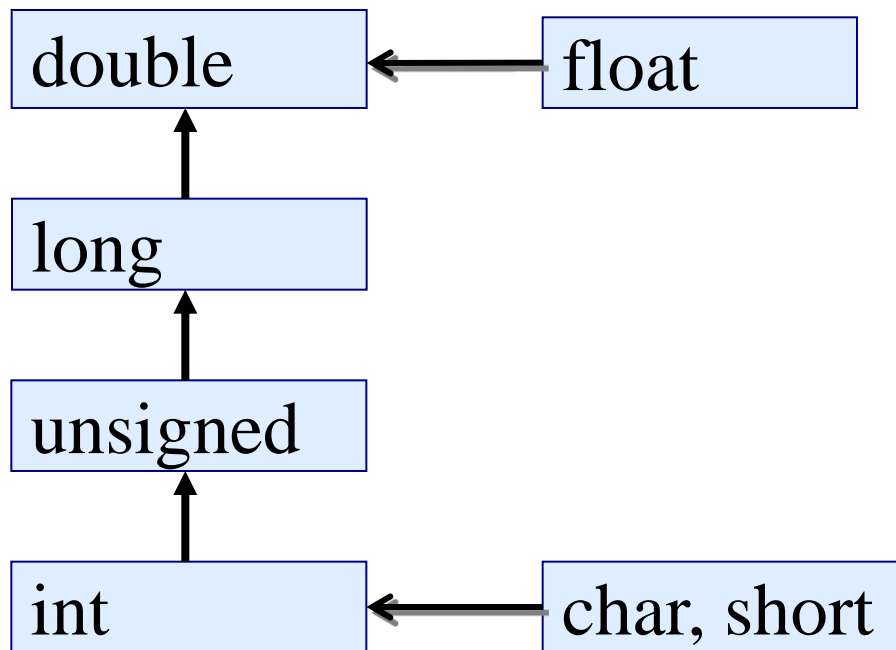 double
float
long
unsigned
int
char, short